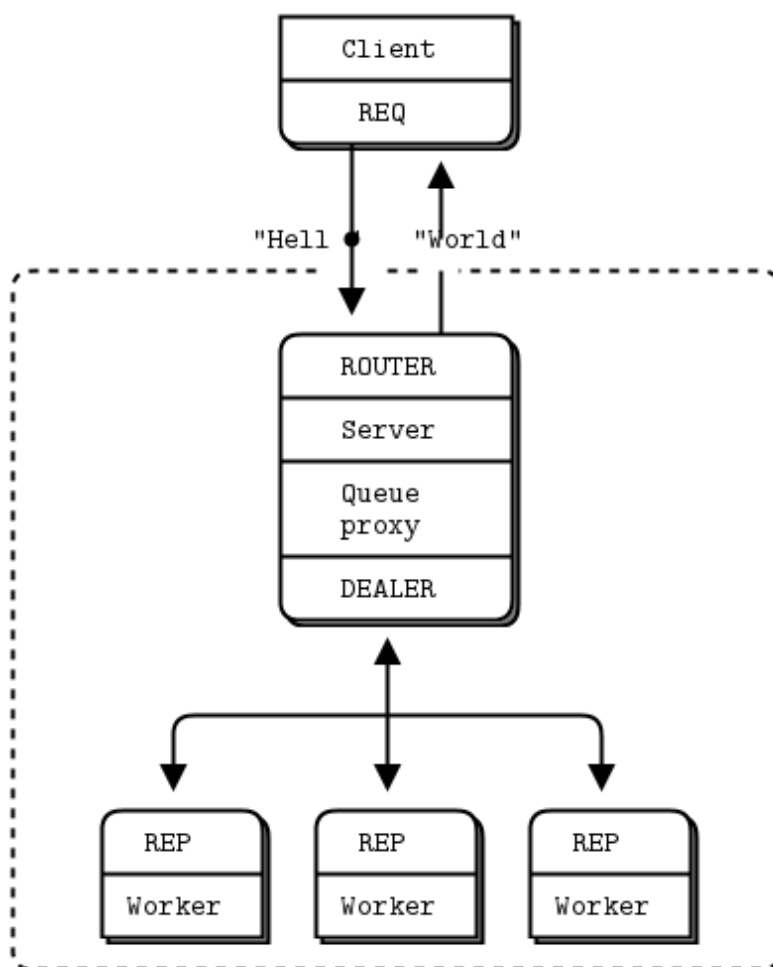 Client
REQ
"Hell
"World"
ROUTER
Server
Queue
proxy
DEALER
REP
REP
REP
Worker
Worker
Worker